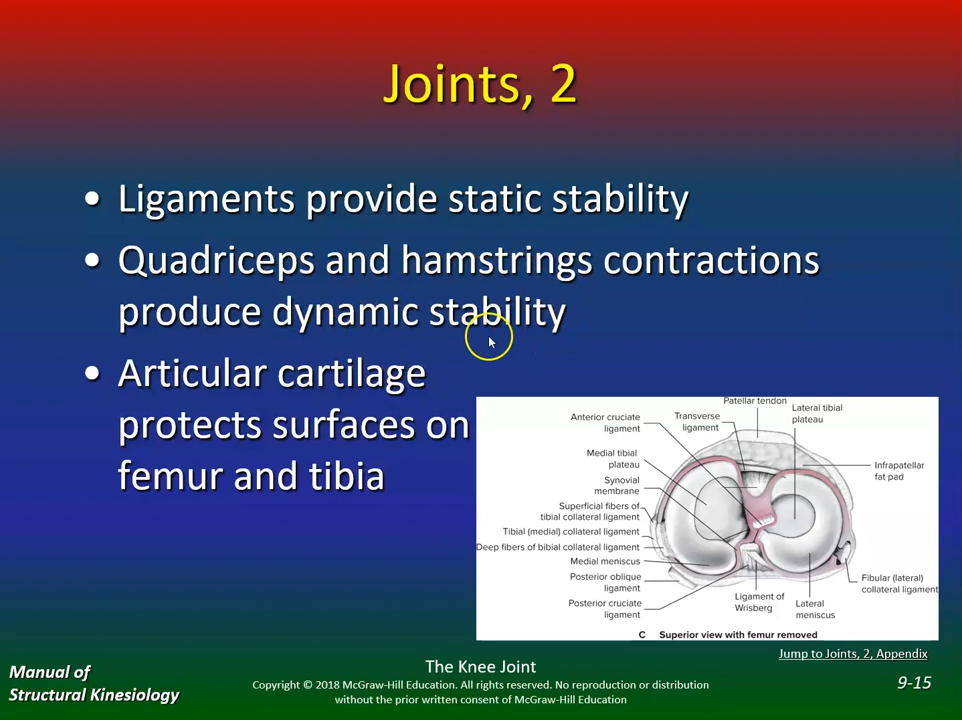 Joints, 2
• Ligaments provide static stability
• Quadriceps and hamstrings contractions
produce dynamic stability
• Articular cartilage
protects surfaces on
femur and tibia
Patellar tendon
Anterior cruciate
ligament
Transverse
ligament
Lateral tibial
plateau
Medial tibial
plateau
Infrapatellar
fat pad
Synovial
membrane
Superficial fibers of
tibial collateral ligament
Tibial (medial) collateral ligament
Deep fibers of bibial collateral ligament
Medial meniscus
Posterior oblique
ligament
Posterior cruciate
ligament
Ligament of
Wrisberg
Lateral
meniscus
Fibular (lateral)
collateral ligament
C Superior view with femur removed
Jump to Joints, 2, Appendix
Manual of
Structural Kinesiology
The Knee Joint
Copyright © 2018 McGraw-Hill Education. All rights reserved. No reproduction or distribution
without the prior written consent of McGraw-Hill Education
9-15